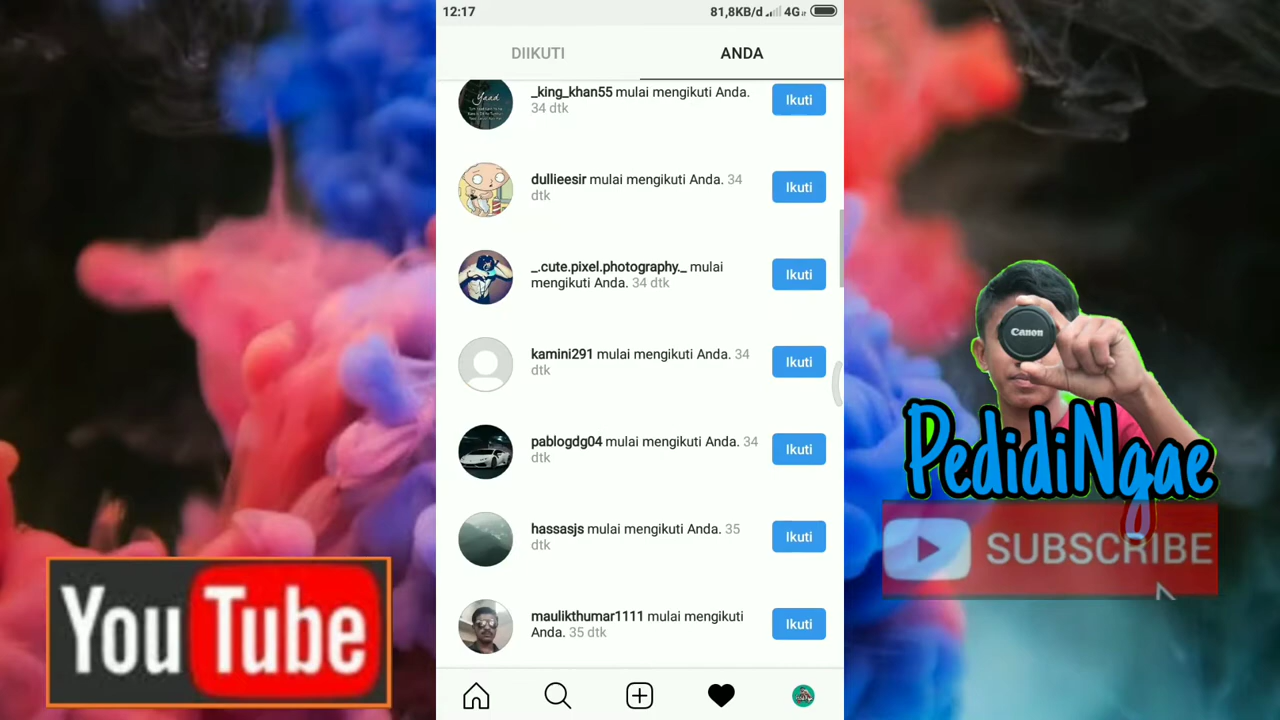 12:17
81,8KB/d
4G
DIIKUTI
ANDA
Yaad
_king_khan55 mulai mengikuti Anda.
34 dtk
Ikuti
dullieesir mulai mengikuti Anda. 34
dtk
Ikuti
_.cute.pixel.photography._ mulai
mengikuti Anda. 34 dtk
Ikuti
kamini291 mulai mengikuti Anda. 34
dtk
Ikuti
pablogdg04 mulai mengikuti Anda. 34
dtk
Ikuti
hassasjs mulai mengikuti Anda. 35
dtk
Ikuti
maulikthumar1111 mulai mengikuti
Anda. 35 dtk
Ikuti
YouTube
Canon
PedidiNgae
SUBSCRIBE